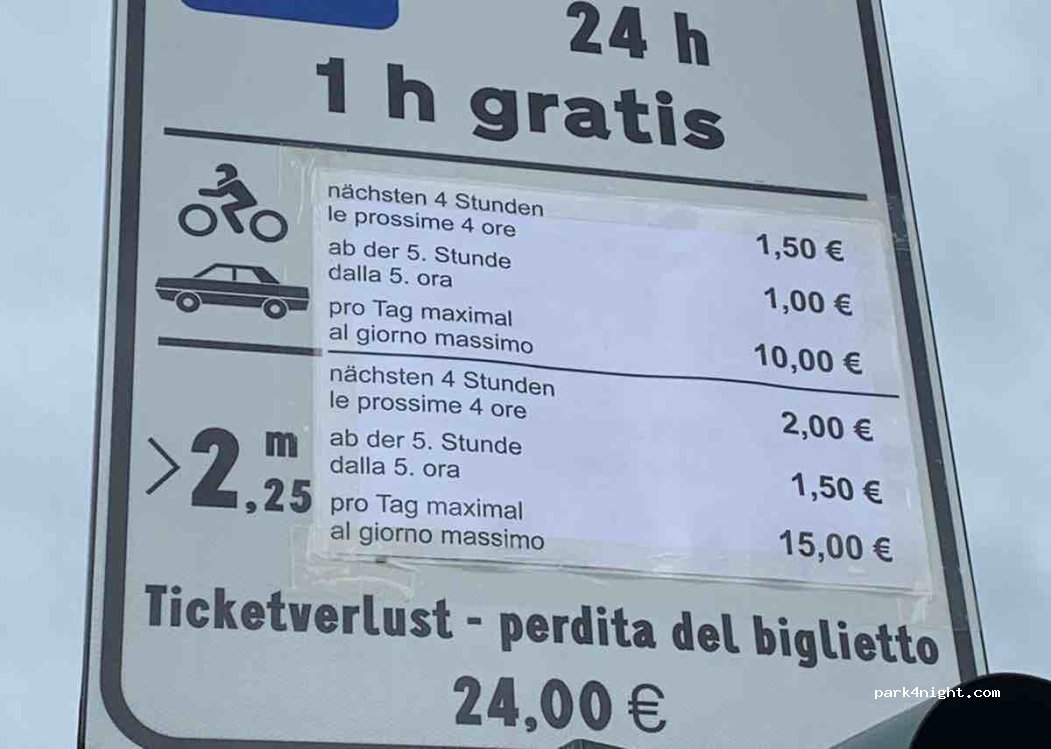 24 h
1 h gratis
nächsten 4 Stunden
le prossime 4 ore
1,50 €
ab der 5. Stunde
dalla 5. ora
1,00 €
pro Tag maximal
al giorno massimo
10,00 €
>2,25 m
nächsten 4 Stunden
le prossime 4 ore
2,00 €
ab der 5. Stunde
dalla 5. ora
1,50 €
pro Tag maximal
al giorno massimo
15,00 €
Ticketverlust - perdita del biglietto
24,00 €
park4night.com